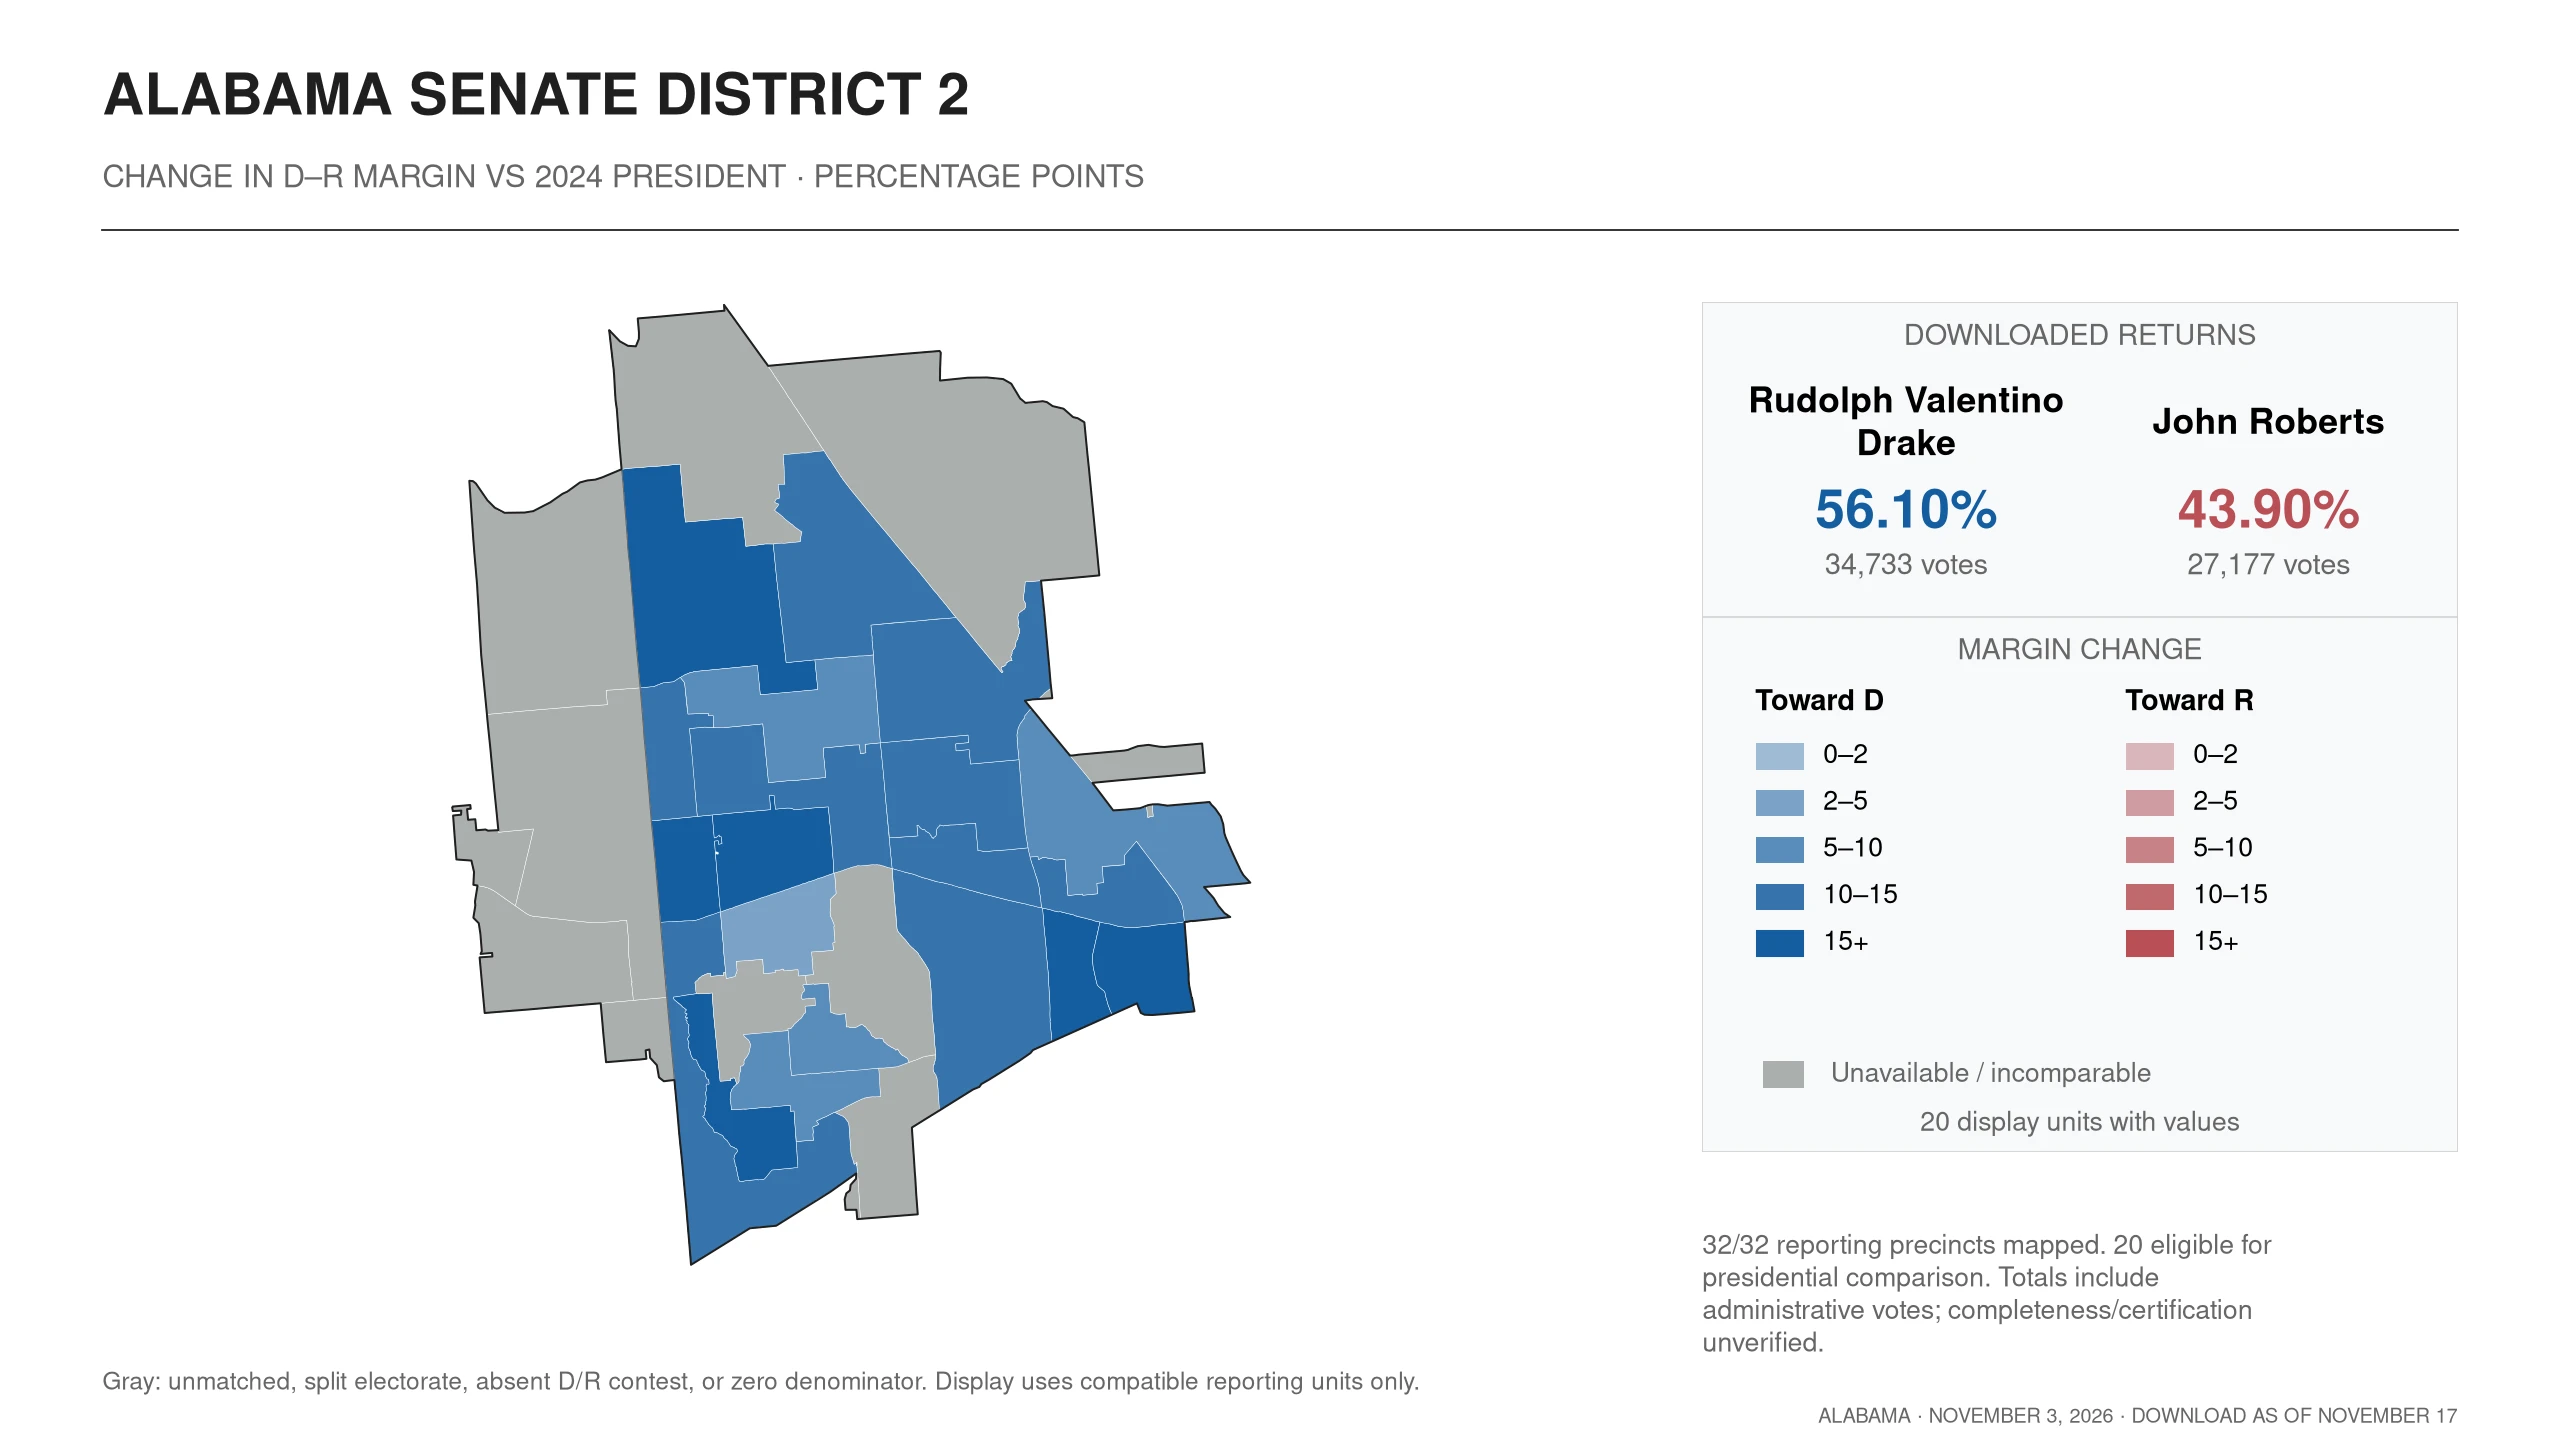 ALABAMA SENATE DISTRICT 2
CHANGE IN D–R MARGIN VS 2024 PRESIDENT · PERCENTAGE POINTS
DOWNLOADED RETURNS
Rudolph Valentino Drake
56.10%
34,733 votes
John Roberts
43.90%
27,177 votes
MARGIN CHANGE
Toward D
0–2
2–5
5–10
10–15
15+
Toward R
0–2
2–5
5–10
10–15
15+
Unavailable / incomparable
20 display units with values
32/32 reporting precincts mapped. 20 eligible for
presidential comparison. Totals include
administrative votes; completeness/certification
unverified.
Gray: unmatched, split electorate, absent D/R contest, or zero denominator. Display uses compatible reporting units only.
ALABAMA · NOVEMBER 3, 2026 · DOWNLOAD AS OF NOVEMBER 17